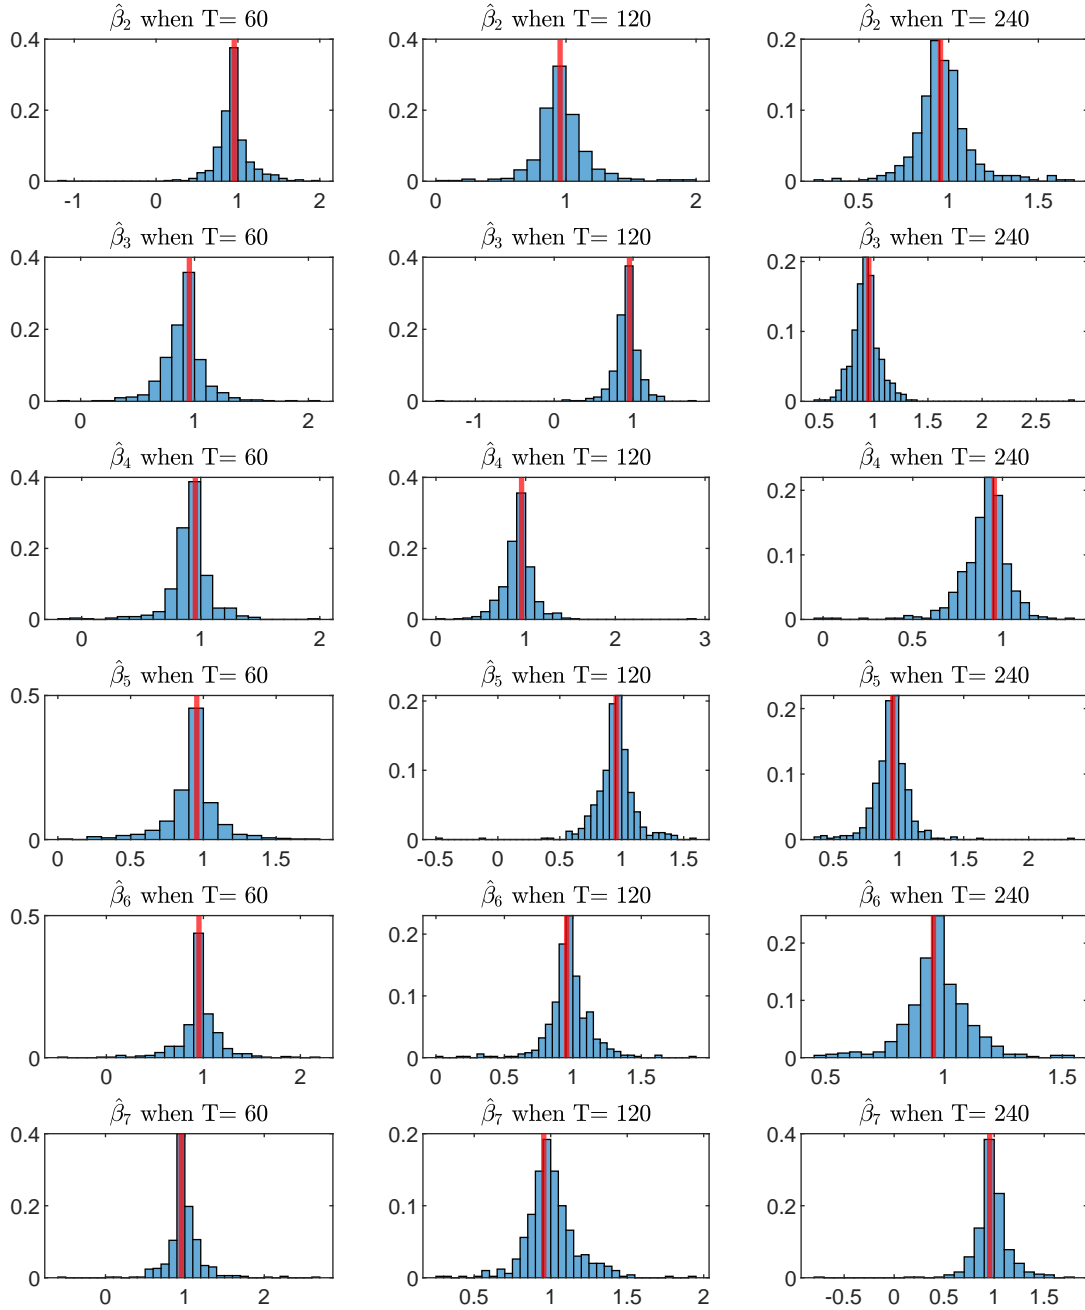 β̂₂ when T= 60 β̂₂ when T= 120 β̂₂ when T= 240
0.4 0.4 0.2
0.2 0.2 0.1
0 0 0
-1 0 1 2 0 1 2 0.5 1 1.5
β̂₃ when T= 60 β̂₃ when T= 120 β̂₃ when T= 240
0.4 0.4 0.2
0.2 0.2 0.1
0 0 0
0 1 2 -1 0 1 0.5 1 1.5 2 2.5
β̂₄ when T= 60 β̂₄ when T= 120 β̂₄ when T= 240
0.4 0.4 0.2
0.2 0.2 0.1
0 0 0
0 1 2 0 1 2 3 0 0.5 1
β̂₅ when T= 60 β̂₅ when T= 120 β̂₅ when T= 240
0.5 0.2 0.2
0.1 0.1
0 0 0
0 0.5 1 1.5 -0.5 0 0.5 1 1.5 0.5 1 1.5 2
β̂₆ when T= 60 β̂₆ when T= 120 β̂₆ when T= 240
0.5 0.2 0.2
0.1 0.1
0 0 0
0 1 2 0 0.5 1 1.5 0.5 1 1.5
β̂₇ when T= 60 β̂₇ when T= 120 β̂₇ when T= 240
0.4 0.2 0.4
0.2 0.1 0.2
0 0 0
0 1 2 0.5 1 1.5 2 -0.5 0 0.5 1 1.5